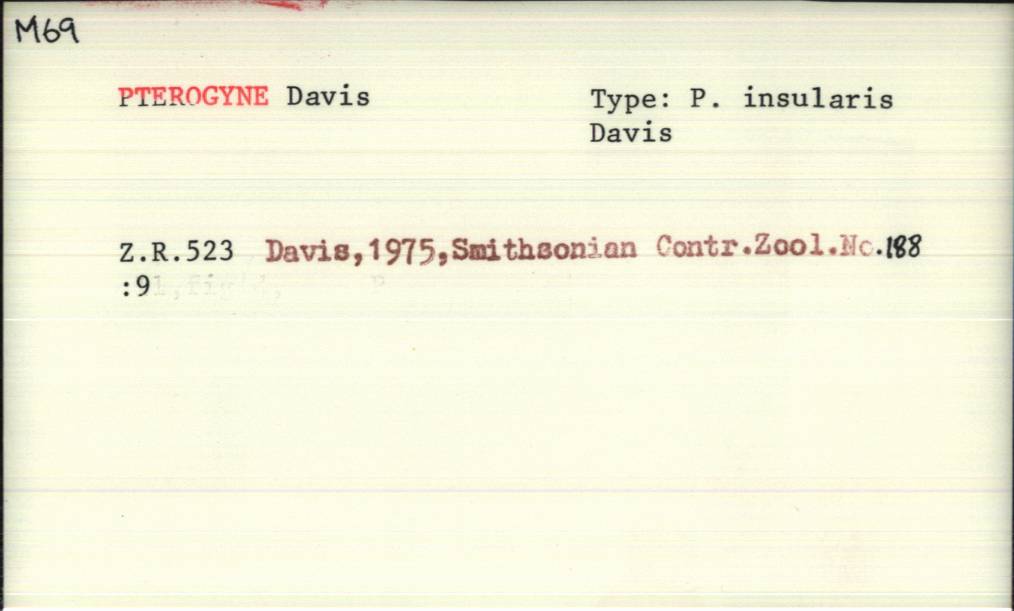 M69
PTEROGYNE Davis
Type: P. insularis
Davis
Z.R.523 Davis,1975,Smithsonian Contr.Zool.No.188
:9